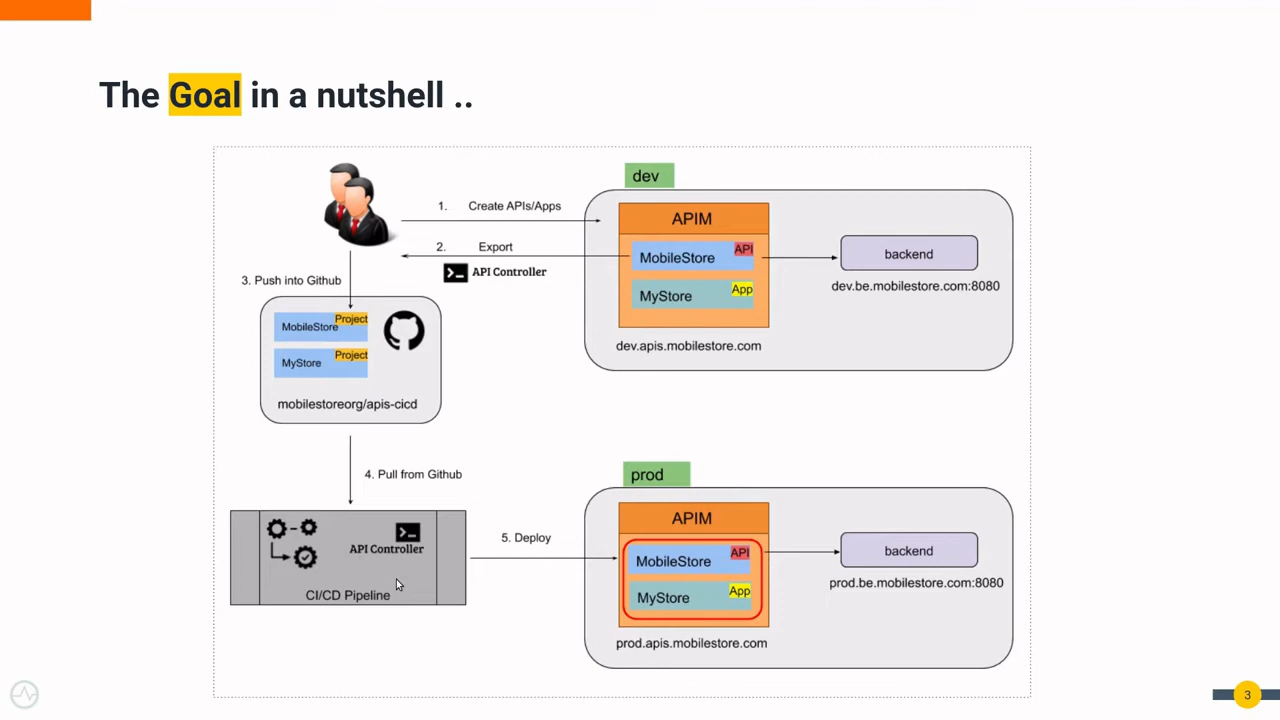 The Goal in a nutshell ..
dev
1. Create APIs/Apps
APIM
2. Export
MobileStore API
backend
API Controller
3. Push into Github
dev.be.mobilestore.com:8080
MyStore App
MobileStore Project
dev.apis.mobilestore.com
MyStore Project
mobilestoreorg/apis-cicd
4. Pull from Github
prod
APIM
API Controller
5. Deploy
MobileStore API
backend
prod.be.mobilestore.com:8080
CI/CD Pipeline
MyStore App
prod.apis.mobilestore.com
3